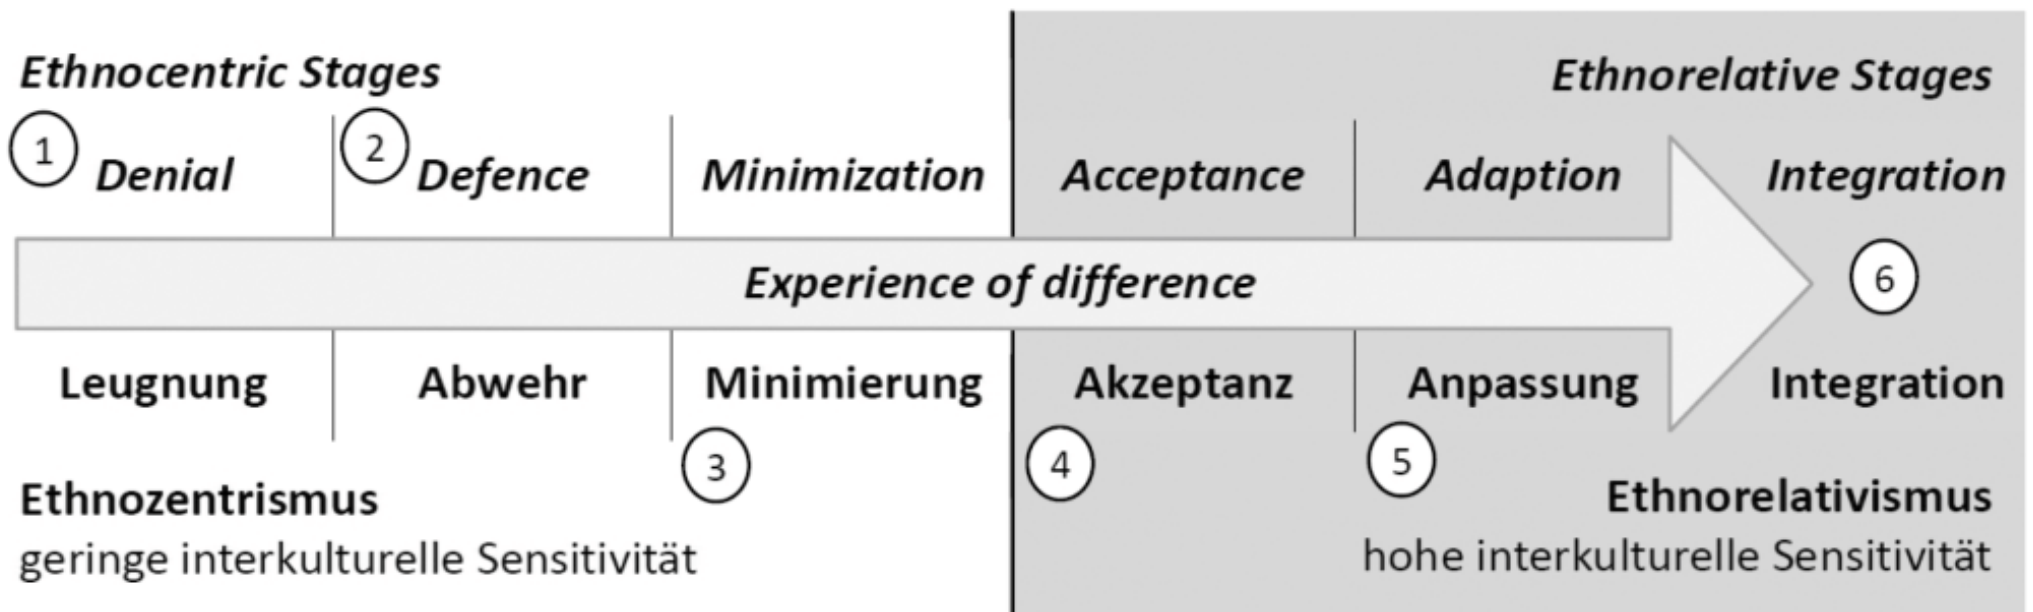 Ethnocentric Stages
Ethnorelative Stages
1 Denial 2 Defence Minimization Acceptance Adaption Integration
Experience of difference
6
Leugnung Abwehr Minimierung Akzeptanz Anpassung Integration
3 4 5
Ethnozentrismus
geringe interkulturelle Sensitivität
Ethnorelativismus
hohe interkulturelle Sensitivität